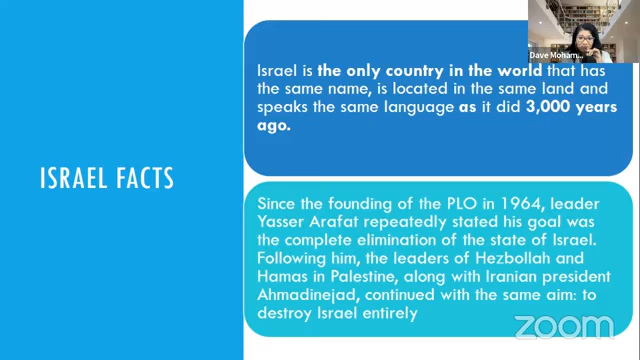 Dave Moham...
Israel is the only country in the world that has
the same name, is located in the same land and
speaks the same language as it did 3,000 years
ago.
ISRAEL FACTS
Since the founding of the PLO in 1964, leader
Yasser Arafat repeatedly stated his goal was
the complete elimination of the state of Israel.
Following him, the leaders of Hezbollah and
Hamas in Palestine, along with Iranian president
Ahmadinejad, continued with the same aim: to
destroy Israel entirely
zoom